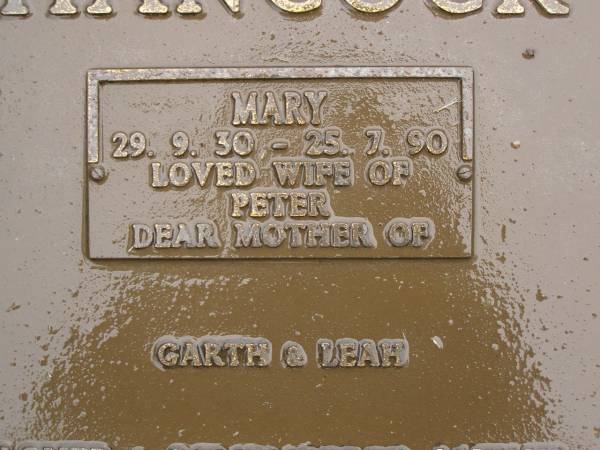 MARY
29. 9. 30 - 25. 7. 90
LOVED WIFE OF
PETER
DEAR MOTHER OF
GARTH & LEAH